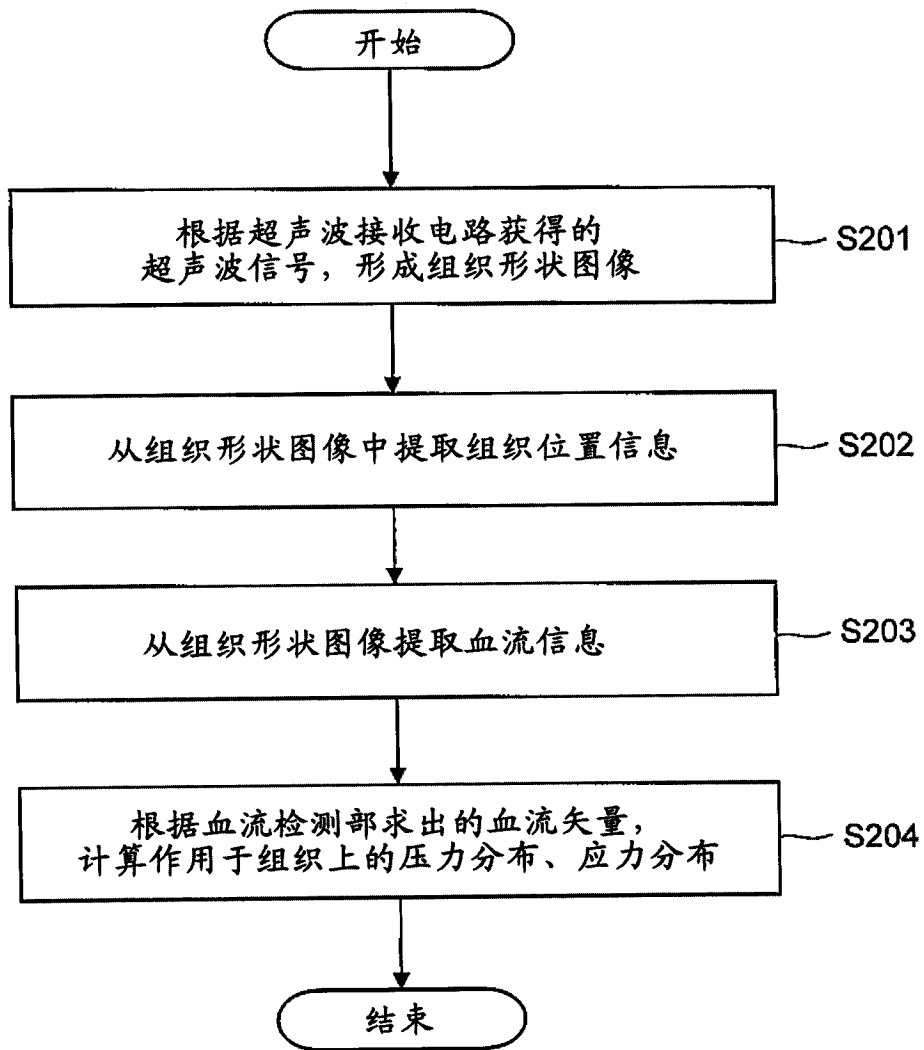 开始
根据超声波接收电路获得的
超声波信号，形成组织形状图像
S201
从组织形状图像中提取组织位置信息
S202
从组织形状图像提取血流信息
S203
根据血流检测部求出的血流矢量，
计算作用于组织上的压力分布、应力分布
S204
结束